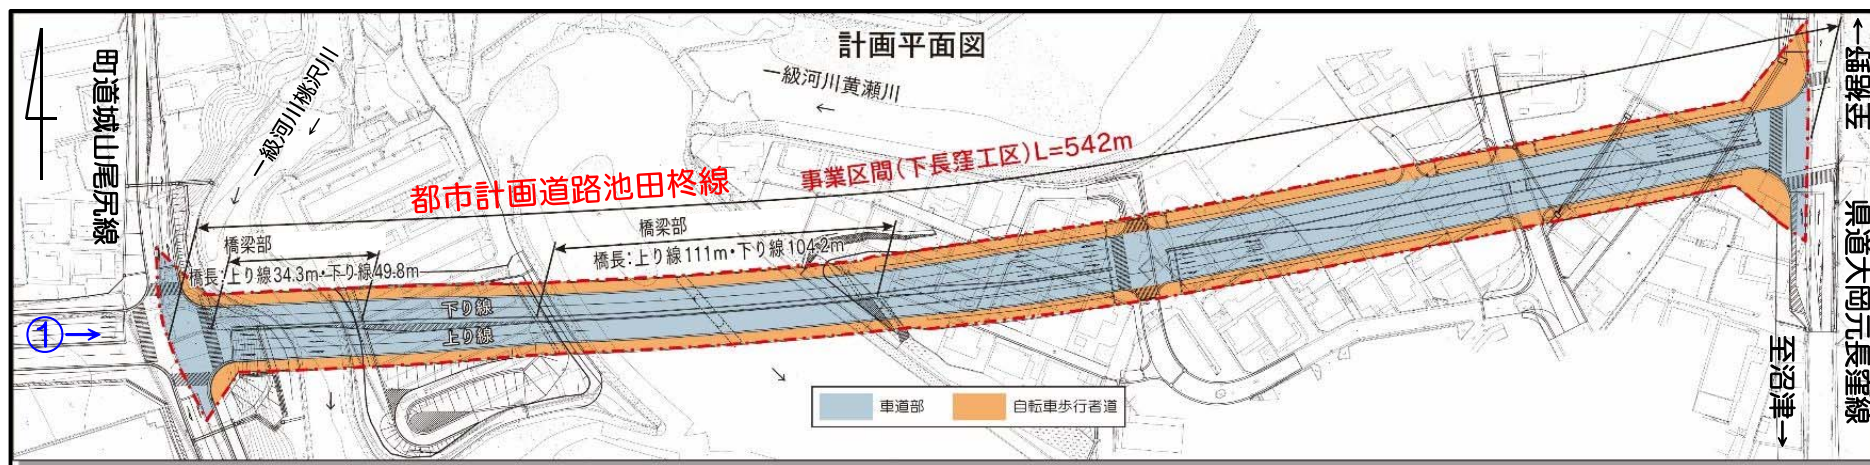 計画平面図
町道城山尾尻線
一級河川桃沢川
←
一級河川黄瀬川
←
←至裾野
事業区間(下長窪工区)L=542m
都市計画道路池田柊線
橋梁部
橋長:上り線34.3m・下り線49.8m
橋梁部
橋長:上り線111m・下り線104.2m
下り線
上り線
①→
県道大岡元長窪線
至沼津→
車道部
自転車歩行者道